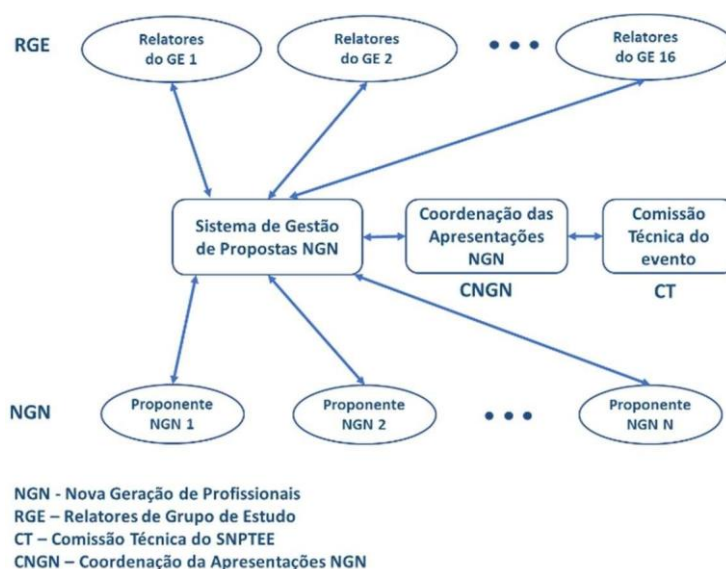 RGE
Relatores
do GE 1
Relatores
do GE 2
Relatores
do GE 16
Sistema de Gestão
de Propostas NGN
Coordenação das
Apresentações
NGN
Comissão
Técnica do
evento
CNGN
CT
NGN
Proponente
NGN 1
Proponente
NGN 2
Proponente
NGN N
NGN - Nova Geração de Profissionais
RGE – Relatores de Grupo de Estudo
CT – Comissão Técnica do SNPTEE
CNGN – Coordenação da Apresentações NGN